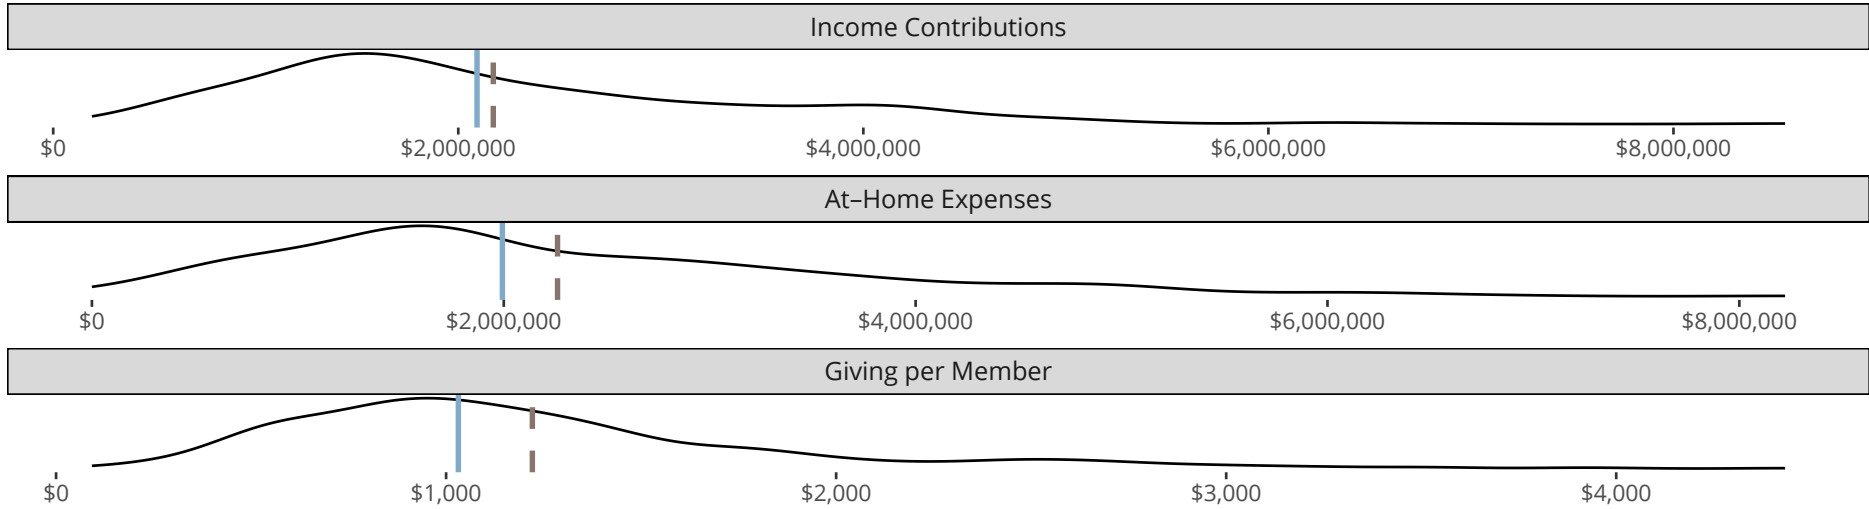 Income Contributions
$0 $2,000,000 $4,000,000 $6,000,000 $8,000,000
At–Home Expenses
$0 $2,000,000 $4,000,000 $6,000,000 $8,000,000
Giving per Member
$0 $1,000 $2,000 $3,000 $4,000